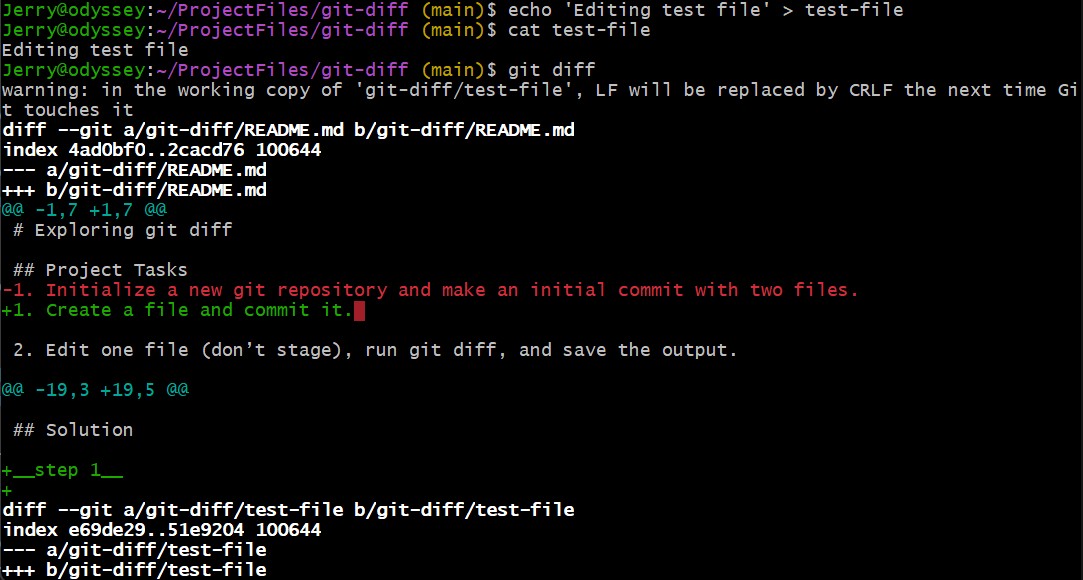 Jerry@odyssey:~/ProjectFiles/git-diff (main)$ echo 'Editing test file' > test-file
Jerry@odyssey:~/ProjectFiles/git-diff (main)$ cat test-file
Editing test file
Jerry@odyssey:~/ProjectFiles/git-diff (main)$ git diff
warning: in the working copy of 'git-diff/test-file', LF will be replaced by CRLF the next time Gi
t touches it
diff --git a/git-diff/README.md b/git-diff/README.md
index 4ad0bf0..2cacd76 100644
--- a/git-diff/README.md
+++ b/git-diff/README.md
@@ -1,7 +1,7 @@
 # Exploring git diff

 ## Project Tasks
-1. Initialize a new git repository and make an initial commit with two files.
+1. Create a file and commit it.

 2. Edit one file (don’t stage), run git diff, and save the output.

@@ -19,3 +19,5 @@

 ## Solution

+__step 1__
+
diff --git a/git-diff/test-file b/git-diff/test-file
index e69de29..51e9204 100644
--- a/git-diff/test-file
+++ b/git-diff/test-file